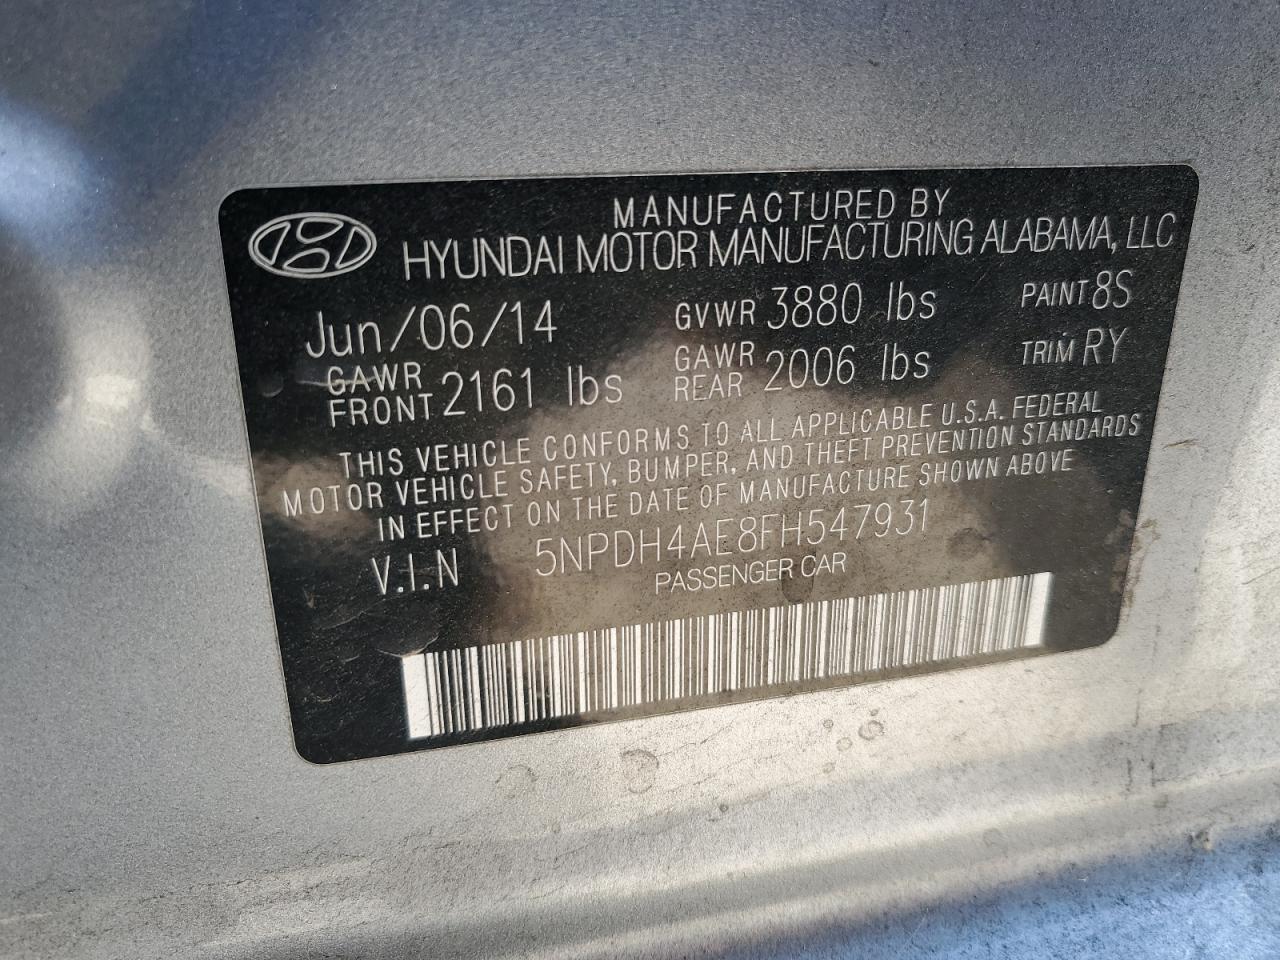 MANUFACTURED BY
HYUNDAI MOTOR MANUFACTURING ALABAMA, LLC
Jun/06/14 GVWR 3880 lbs PAINT 8S
GAWR FRONT 2161 lbs GAWR REAR 2006 lbs TRIM RY
THIS VEHICLE CONFORMS TO ALL APPLICABLE U.S.A. FEDERAL
MOTOR VEHICLE SAFETY, BUMPER, AND THEFT PREVENTION STANDARDS
IN EFFECT ON THE DATE OF MANUFACTURE SHOWN ABOVE
V.I.N 5NPDH4AE8FH547931
PASSENGER CAR